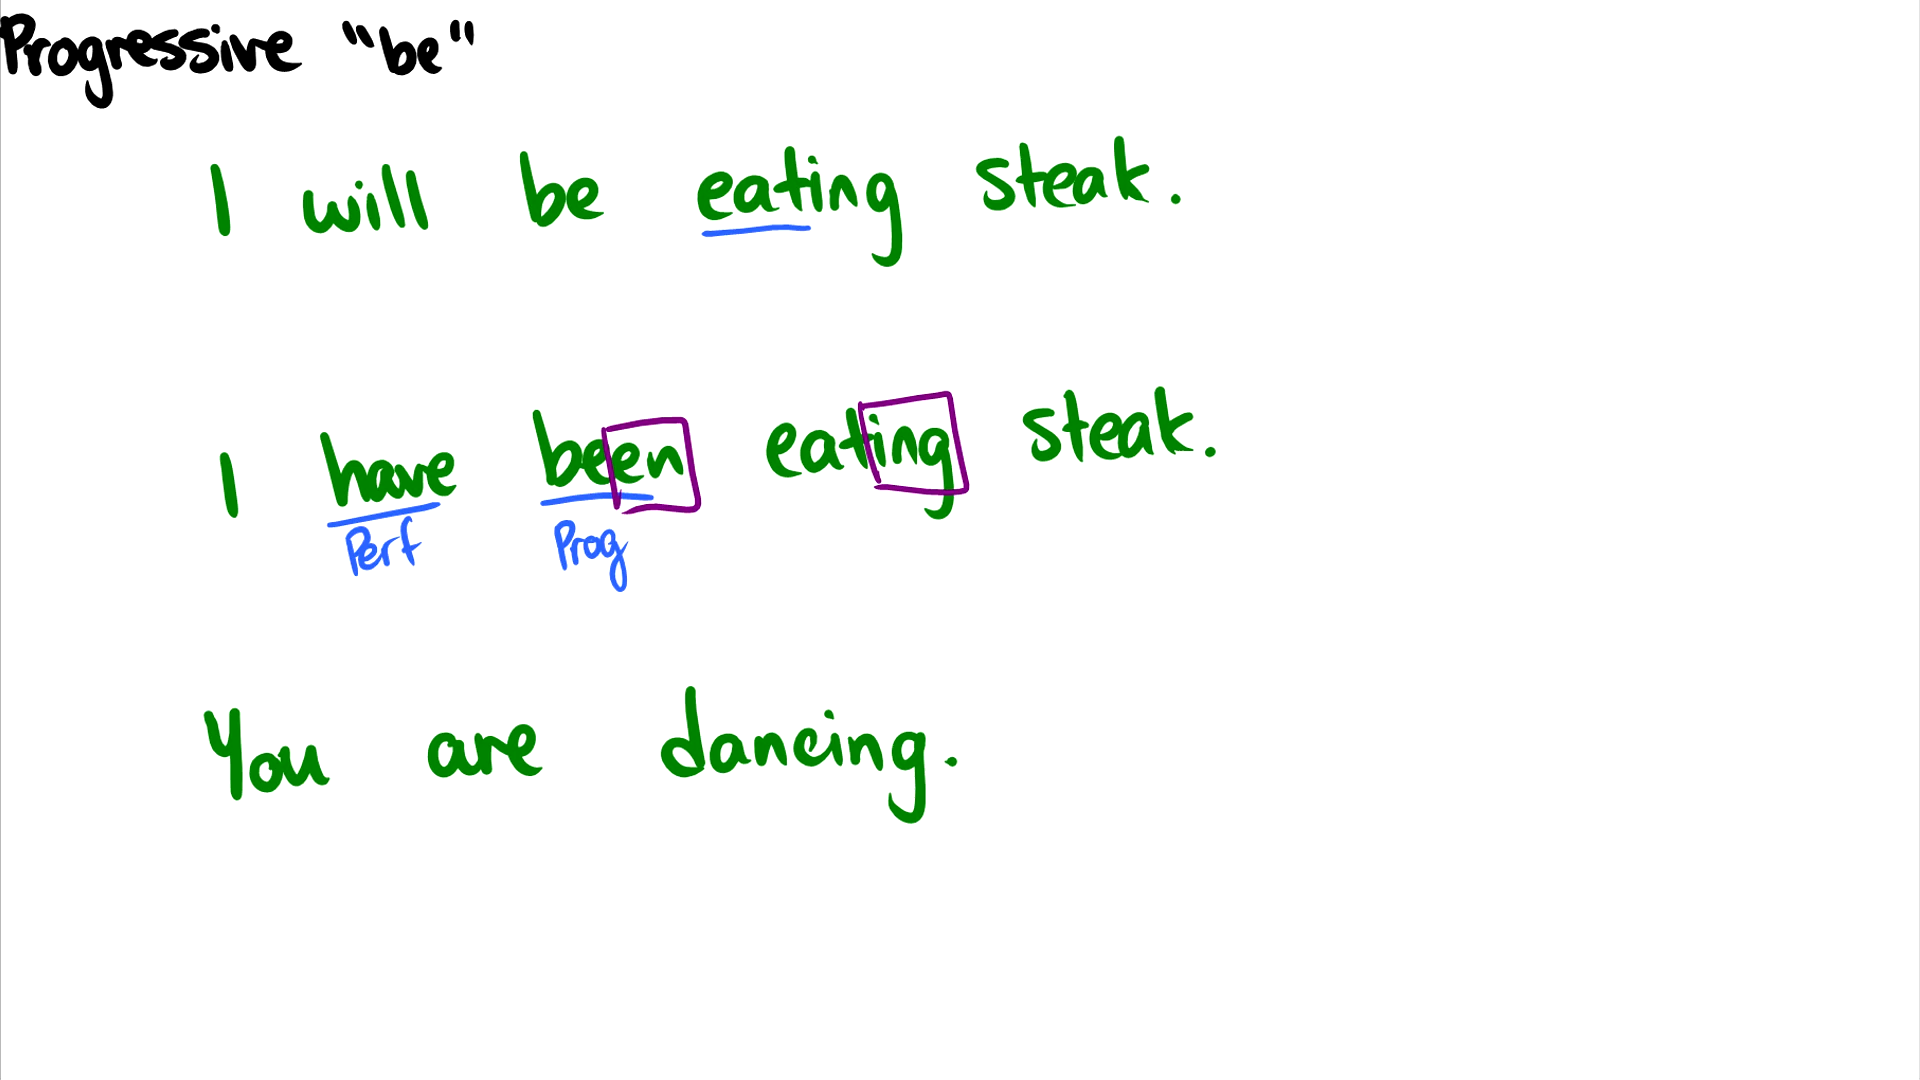 Progressive "be"
I will be eating steak.
I have been eating steak.
Perf Prog
You are dancing.